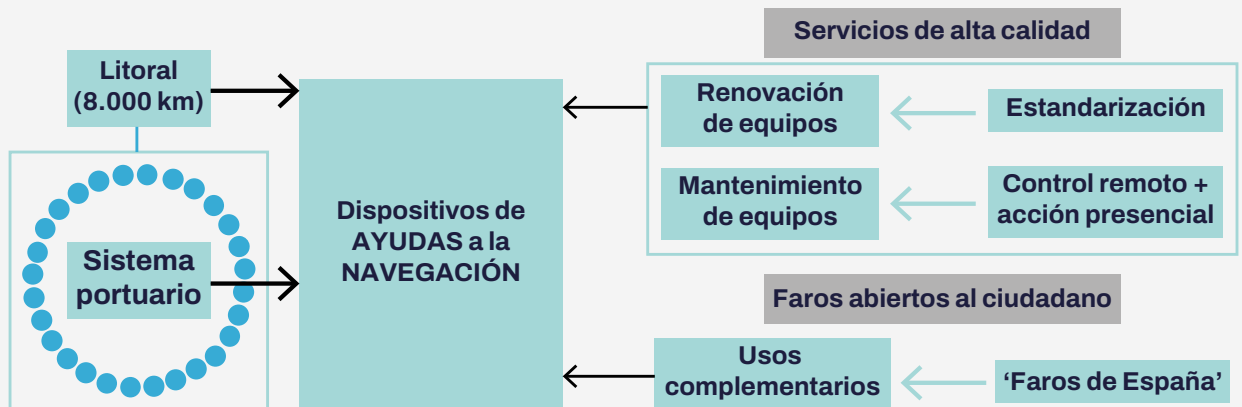 Servicios de alta calidad
Litoral
(8.000 km)
Sistema
portuario
Dispositivos de
AYUDAS a la
NAVEGACIÓN
Renovación
de equipos
Estandarización
Mantenimiento
de equipos
Control remoto +
acción presencial
Faros abiertos al ciudadano
Usos
complementarios
‘Faros de España’